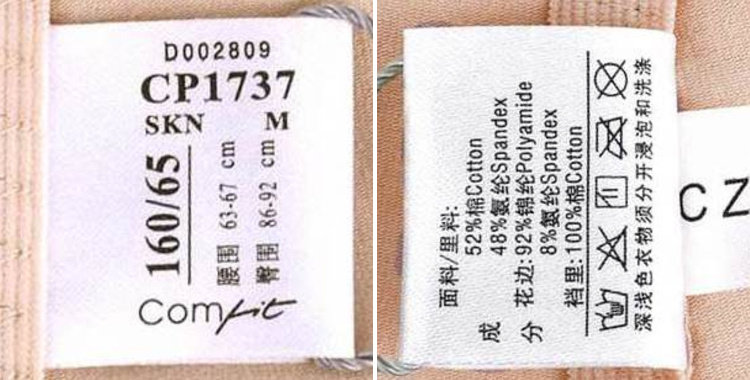 D002809
CP1737
SKN M
160/65
腰围 63-67 cm
臀围 86-92 cm
Comfit
成分
面料/里料:
52%棉Cotton
48%氨纶Spandex
花边:92%锦纶Polyamide
8%氨纶Spandex
裆里:100%棉Cotton
深浅色衣物须分开浸泡和洗涤
CZ